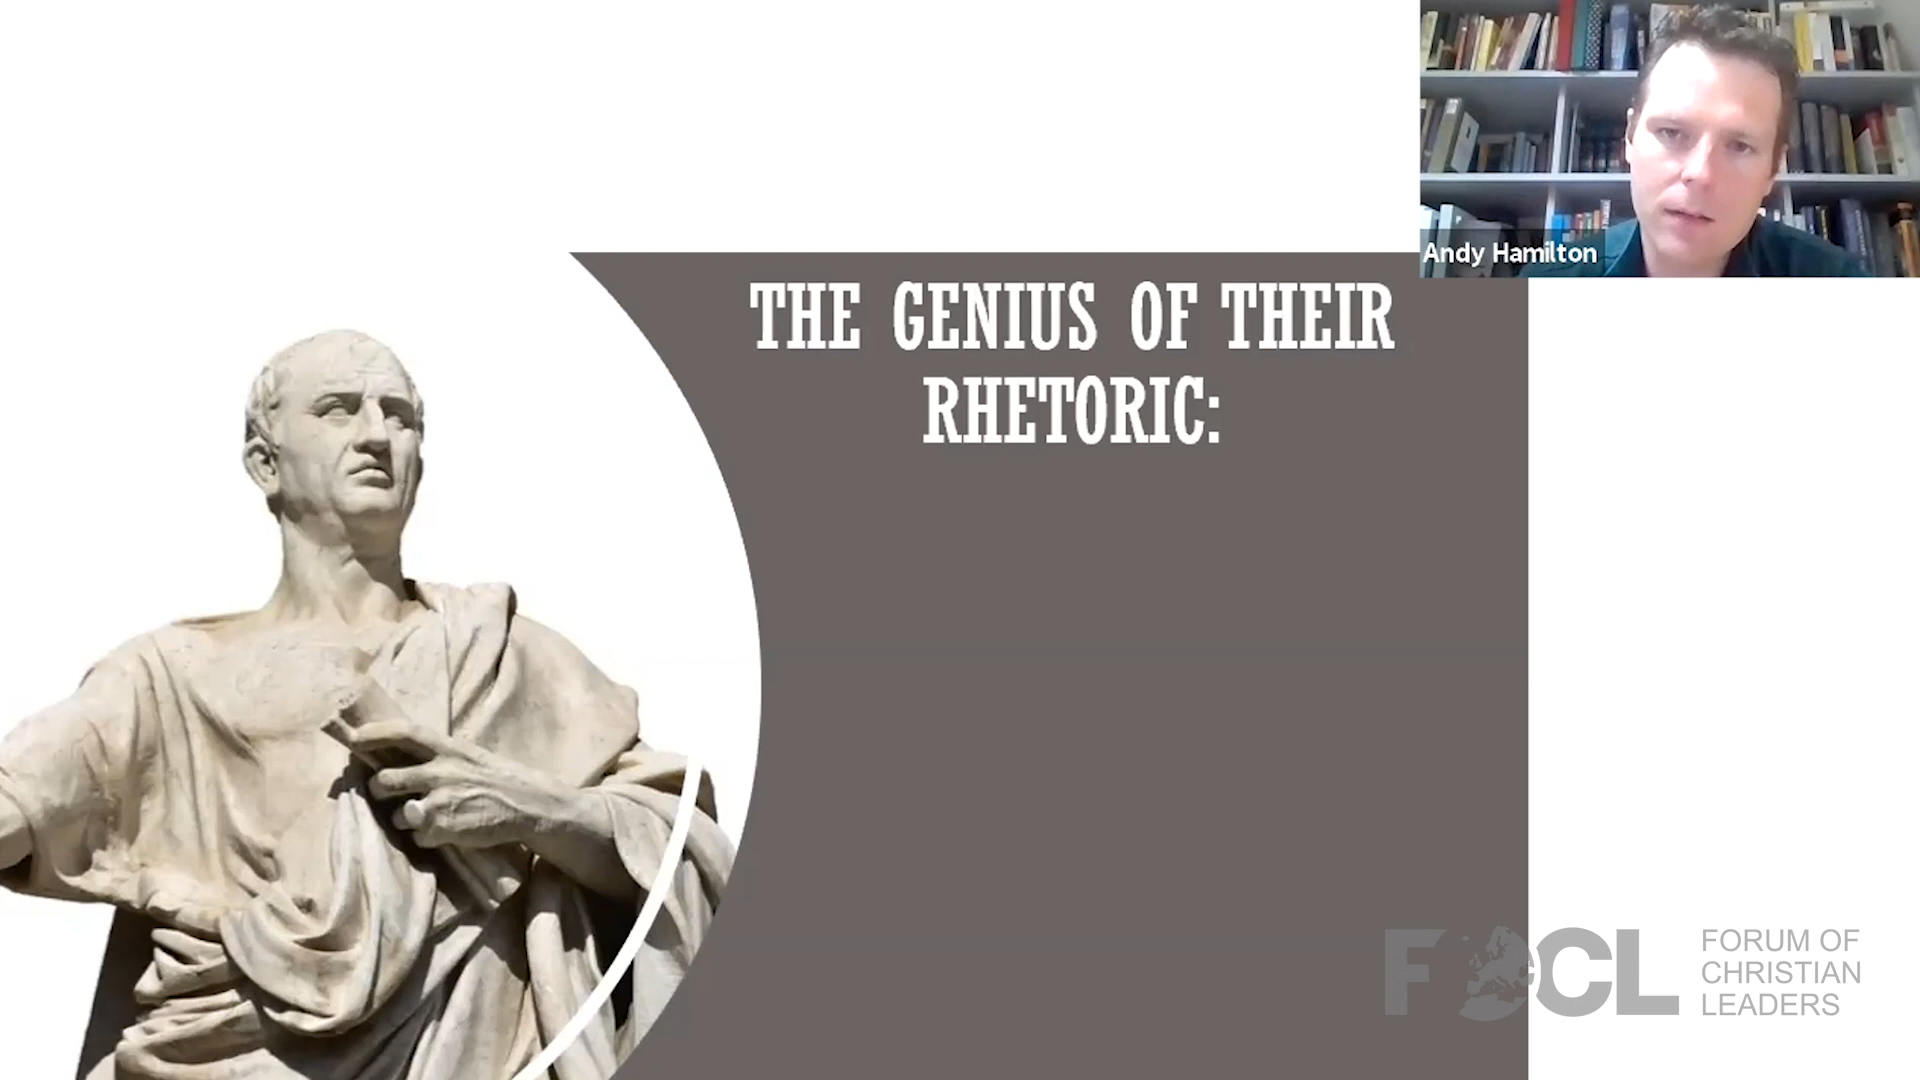 Andy Hamilton
THE GENIUS OF THEIR
RHETORIC:
FOCL
FORUM OF
CHRISTIAN
LEADERS